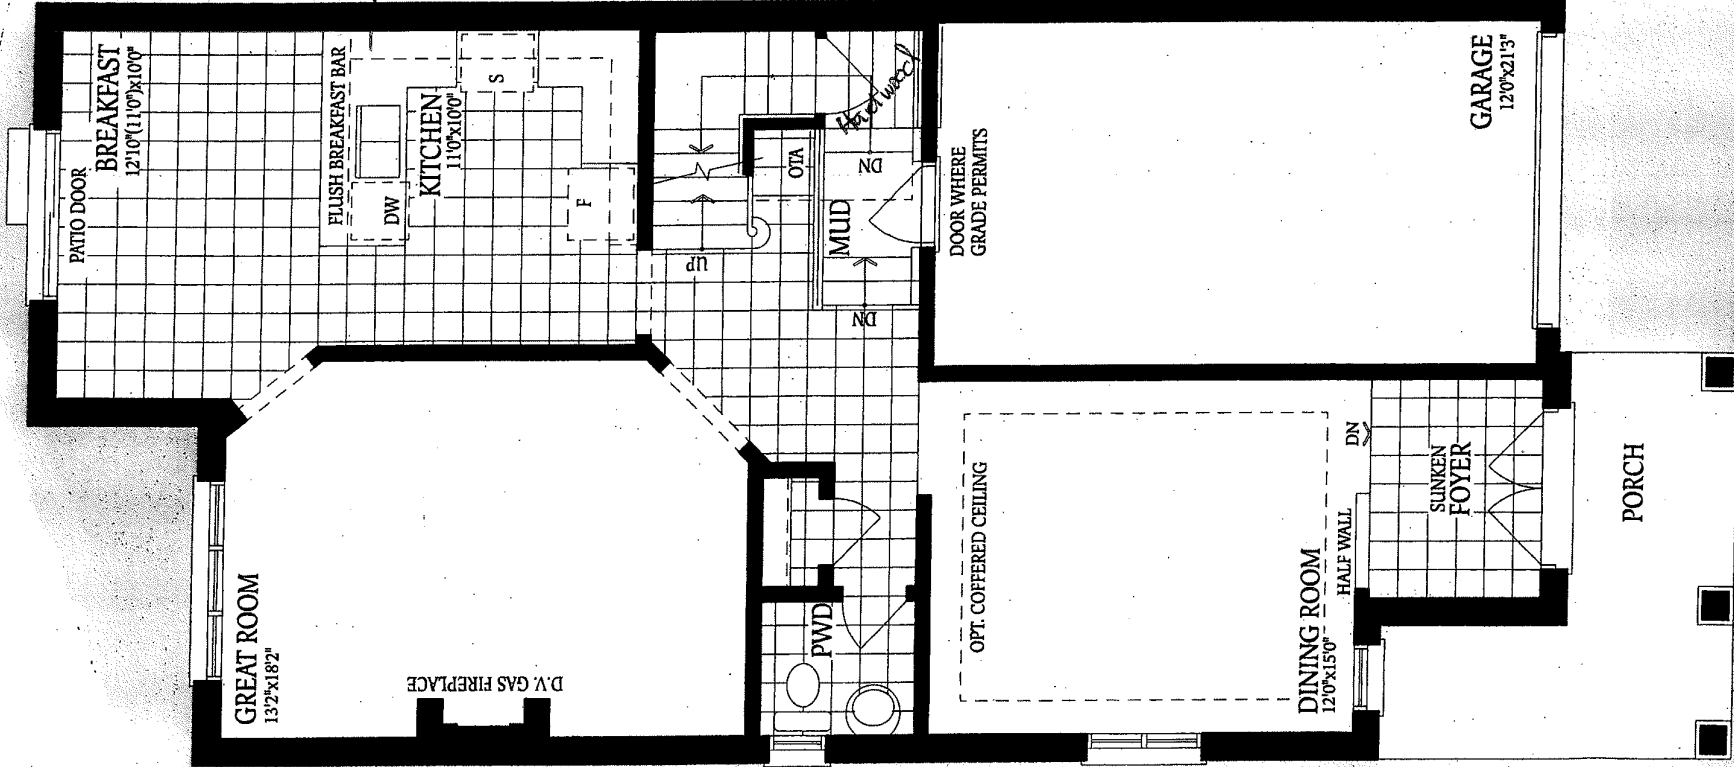 BREAKFAST
12'10"(11'0")x10'0"
PATIO DOOR
FLUSH BREAKFAST BAR
KITCHEN
11'0"x10'0"
S
DW
F
UP
OTA
MUD
DN
DN
Hardwood
DOOR WHERE
GRADE PERMITS
GARAGE
12'0"x21'3"
GREAT ROOM
13'2"x18'2"
D.V. GAS FIREPLACE
PWD
OPT. COFFERED CEILING
DINING ROOM
12'0"x15'0"
HALF WALL
DN
SUNKEN
FOYER
PORCH